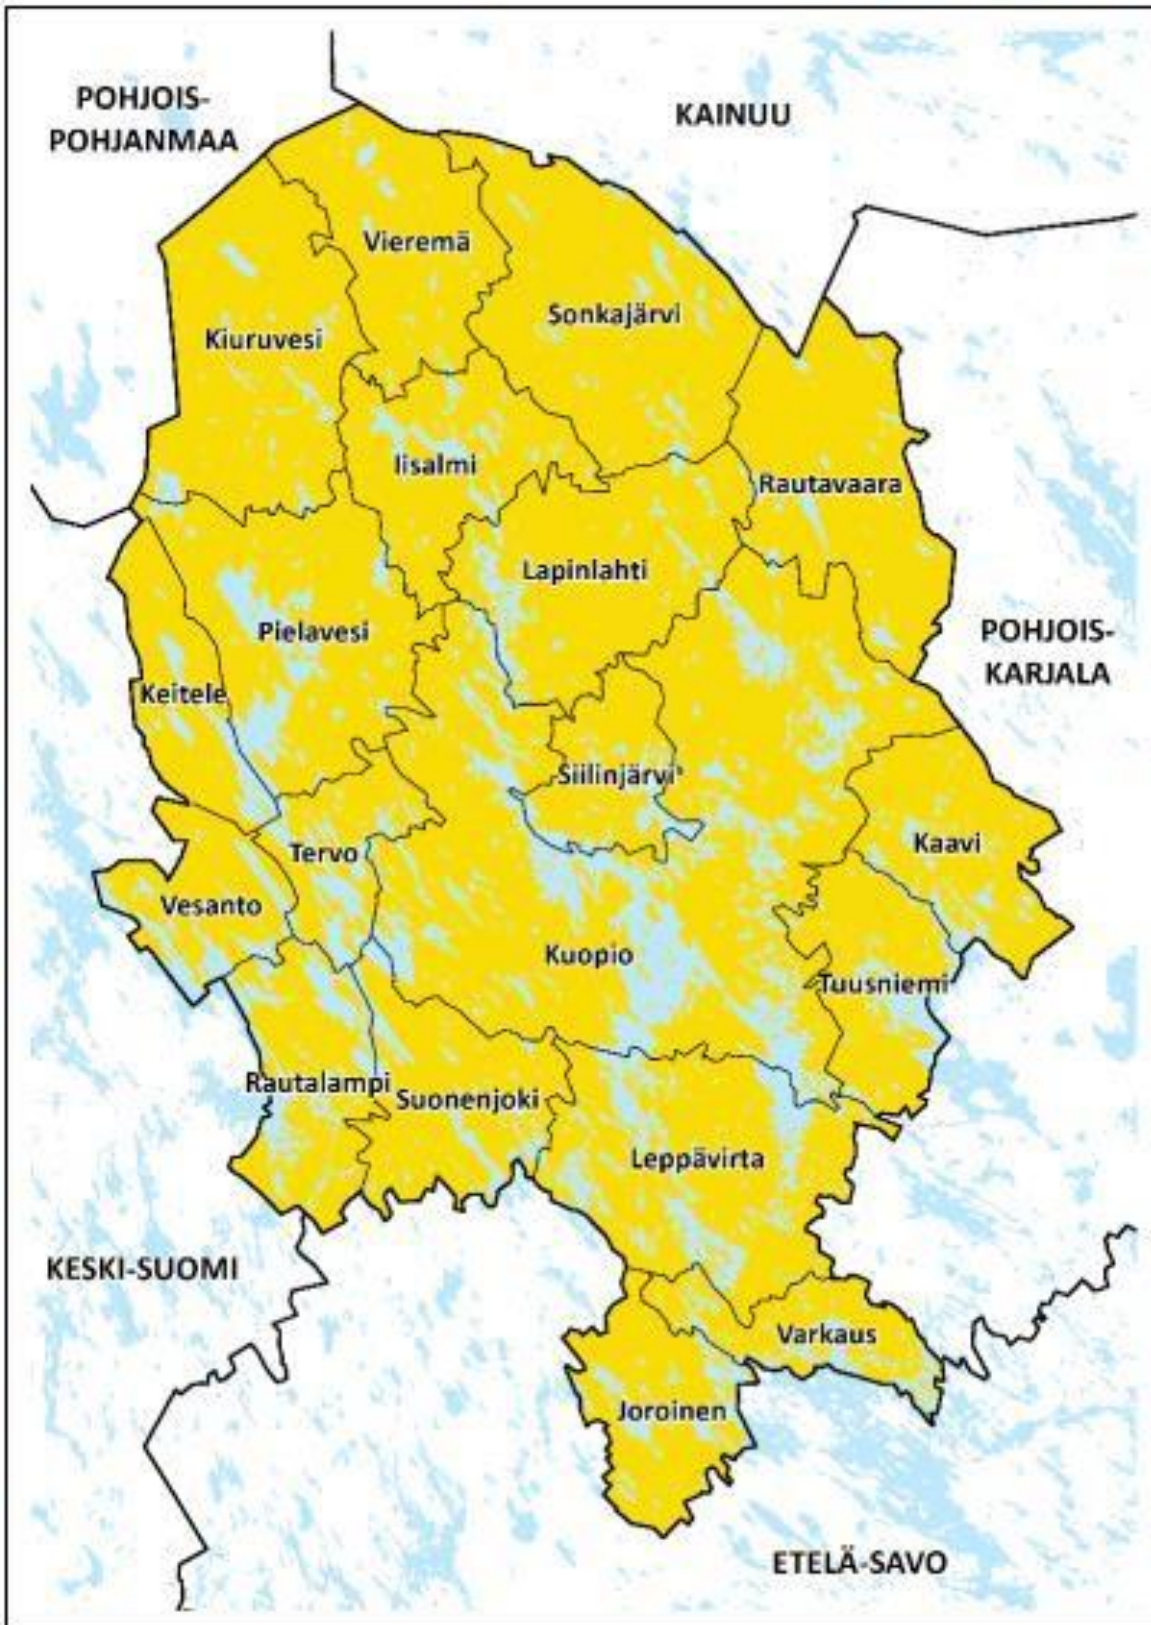 POHJOIS-
POHJANMAA
KAINUU
Vieremä
Sonkajärvi
Kiuruvesi
Iisalmi
Rautavaara
Lapinlahti
Pielavesi
POHJOIS-
KARJALA
Keitele
Siilinjärvi
Kaavi
Tervo
Vesanto
Kuopio
Tuusniemi
Rautalampi
Suonenjoki
Leppävirta
KESKI-SUOMI
Varkaus
Joroinen
ETELÄ-SAVO